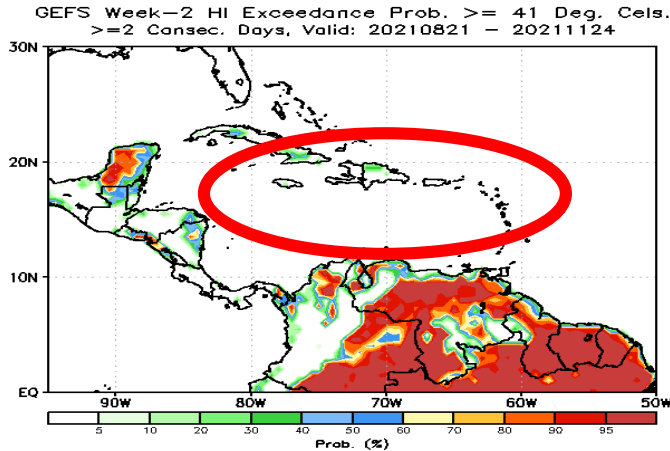 GEFS Week-2 HI Exceedance Prob. >= 41 Deg. Cels.
>=2 Consec. Days, Valid: 20210821 - 20211124
30N
20N
10N
EQ
90W 80W 70W 60W 50W
5 10 20 30 40 50 60 70 80 90 95
Prob. (%)